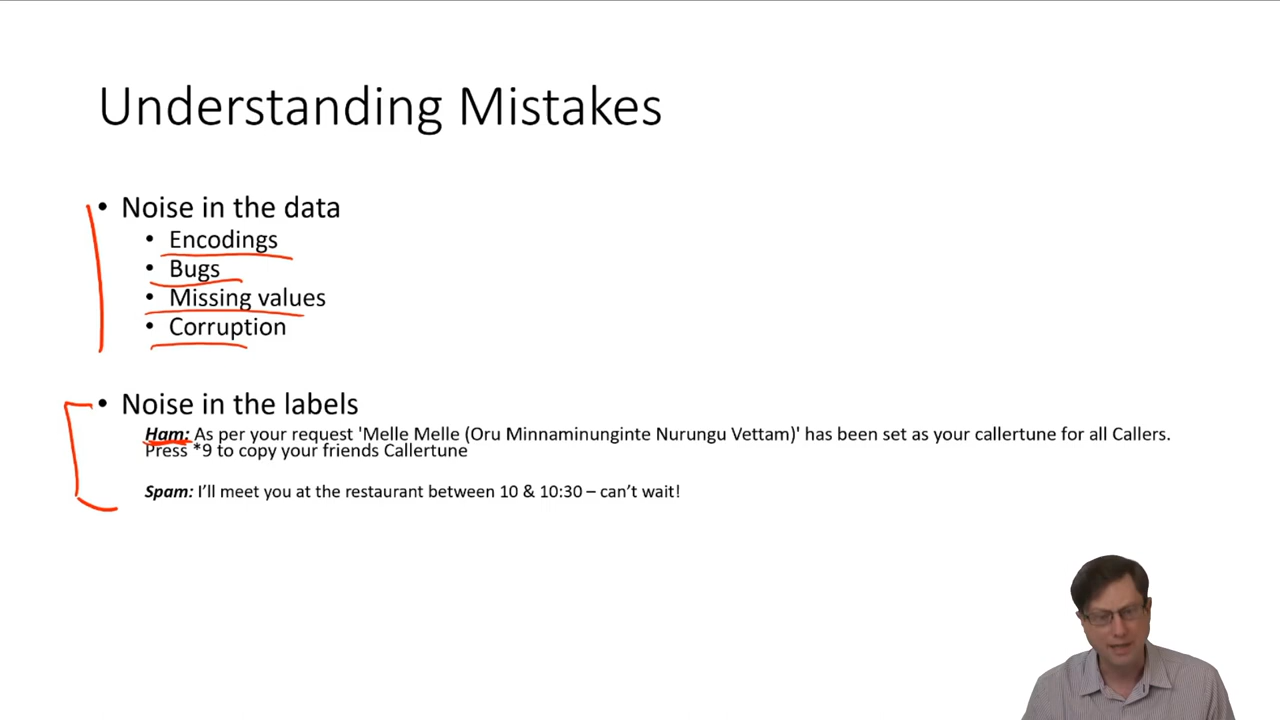 Understanding Mistakes
• Noise in the data
• Encodings
• Bugs
• Missing values
• Corruption
• Noise in the labels
Ham: As per your request 'Melle Melle (Oru Minnaminunginte Nurungu Vettam)' has been set as your callertune for all Callers.
Press *9 to copy your friends Callertune
Spam: I'll meet you at the restaurant between 10 & 10:30 – can't wait!